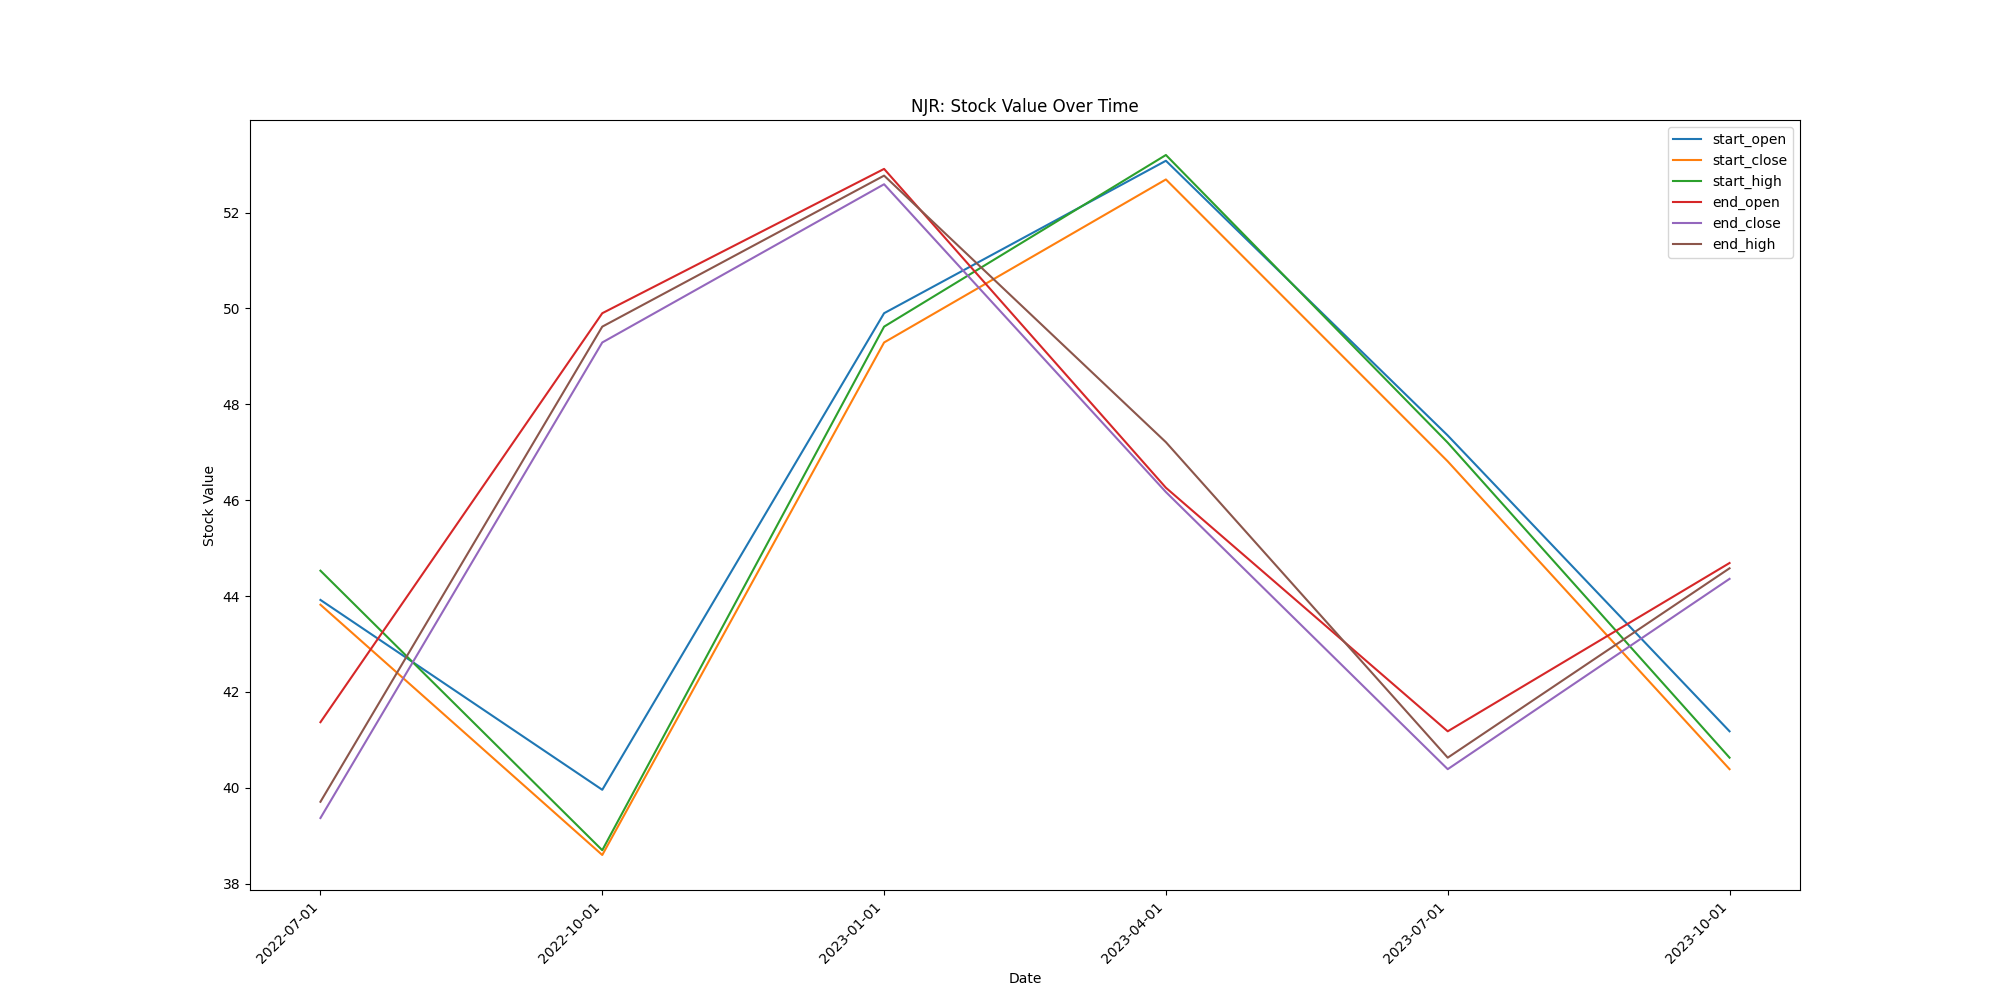 NJR: Stock Value Over Time
start_open
start_close
start_high
end_open
end_close
end_high
Stock Value
52
50
48
46
44
42
40
38
2022-07-01
2022-10-01
2023-01-01
2023-04-01
2023-07-01
2023-10-01
Date